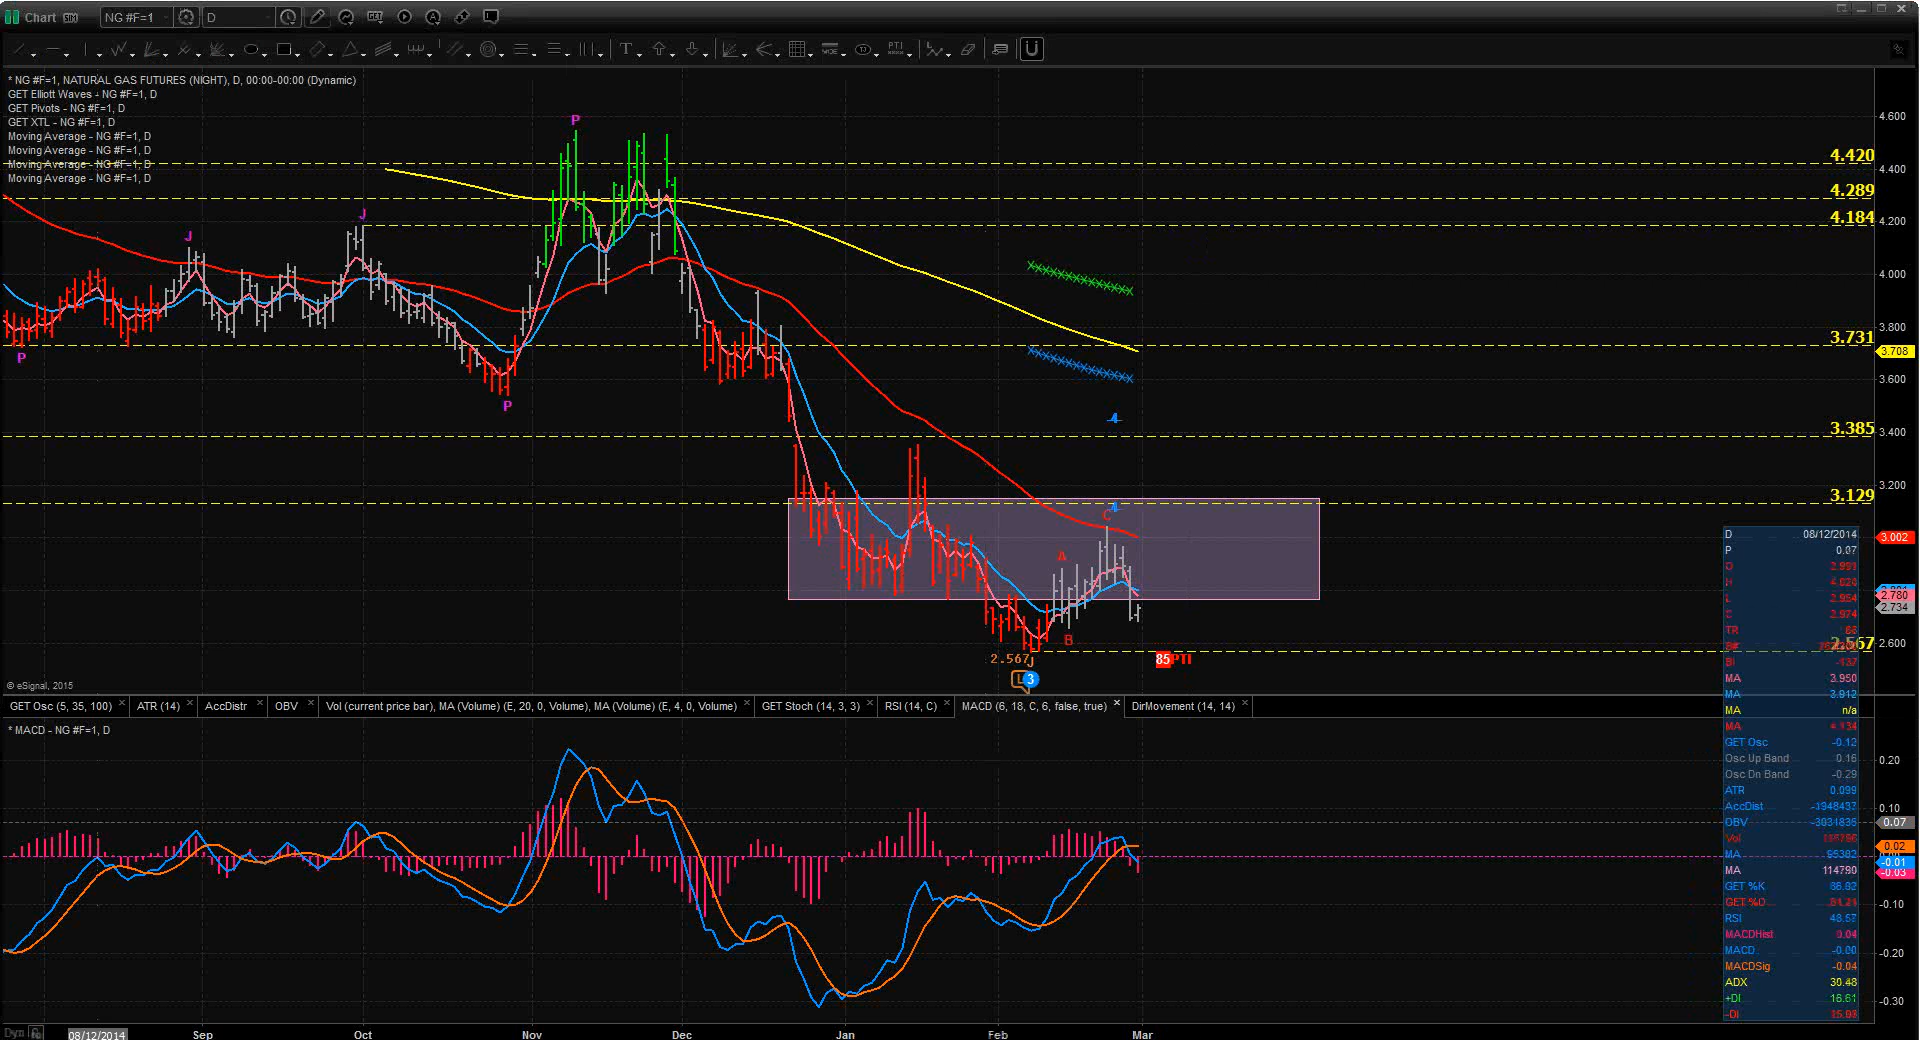 Chart SIM NG #F=1 D
* NG #F=1, NATURAL GAS FUTURES (NIGHT), D, 00:00-00:00 (Dynamic)
GET Elliott Waves - NG #F=1, D
GET Pivots - NG #F=1, D
GET XTL - NG #F=1, D
Moving Average - NG #F=1, D
Moving Average - NG #F=1, D
Moving Average - NG #F=1, D
Moving Average - NG #F=1, D
4.600
4.420
4.400
4.289
4.184
4.200
4.000
3.800
3.731
3.708
3.600
3.385
3.400
3.200
3.129
3.002
2.780
2.734
2.600
P
J
J
P
P
4
4
C
A
B
2.567j
L 3
85PTI
© eSignal, 2015
GET Osc (5, 35, 100) ATR (14) AccDistr OBV Vol (current price bar), MA (Volume) (E, 20, 0, Volume), MA (Volume) (E, 4, 0, Volume) GET Stoch (14, 3, 3) RSI (14, C) MACD (6, 18, C, 6, false, true) DirMovement (14, 14)
* MACD - NG #F=1, D
D 08/12/2014
P 0.07
TR
MA 3.950
MA 3.912
MA n/a
MA
GET Osc -0.12
Osc Up Band 0.16
Osc Dn Band -0.29
ATR 0.099
AccDist -1948437
OBV -3031835
Vol
MA
MA 114790
GET %K
GET %D
RSI 48.57
MACDHist 0.04
MACD -0.00
MACDSig -0.04
ADX 30.48
+DI 16.61
-DI
0.20
0.10
0.07
0.02
-0.01
-0.03
-0.10
-0.20
-0.30
Dyn 08/12/2014 Sep Oct Nov Dec Jan Feb Mar